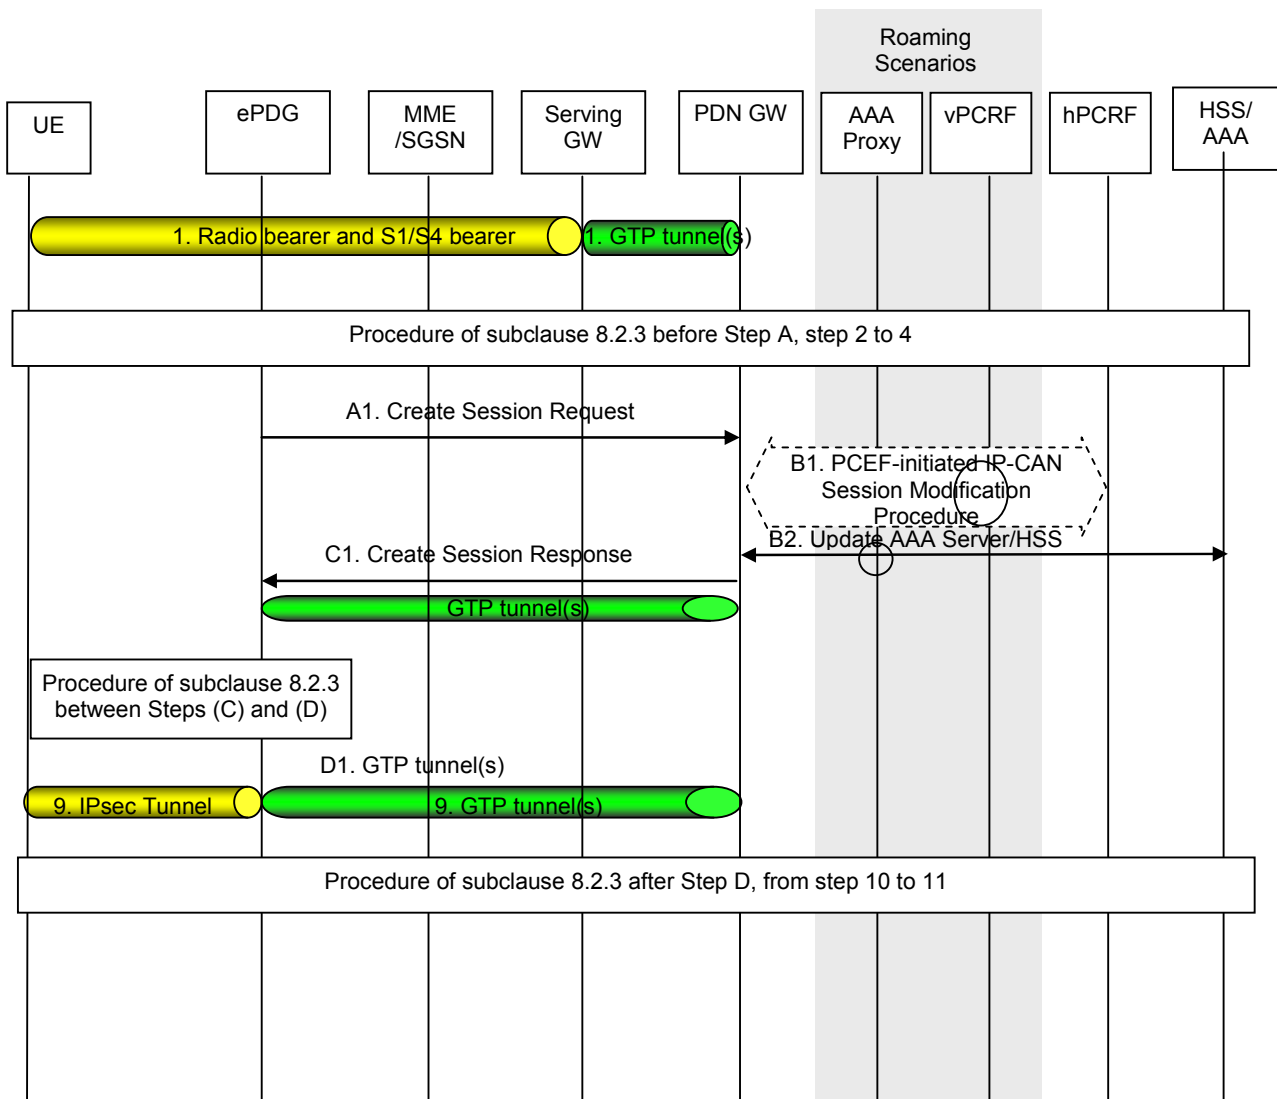 Roaming
Scenarios
UE
ePDG
MME
/SGSN
Serving
GW
PDN GW
AAA
Proxy
vPCRF
hPCRF
HSS/
AAA
1. Radio bearer and S1/S4 bearer
1. GTP tunnel(s)
Procedure of subclause 8.2.3 before Step A, step 2 to 4
A1. Create Session Request
B1. PCEF-initiated IP-CAN
Session Modification
Procedure
B2. Update AAA Server/HSS
C1. Create Session Response
GTP tunnel(s)
Procedure of subclause 8.2.3
between Steps (C) and (D)
D1. GTP tunnel(s)
9. IPsec Tunnel
9. GTP tunnel(s)
Procedure of subclause 8.2.3 after Step D, from step 10 to 11